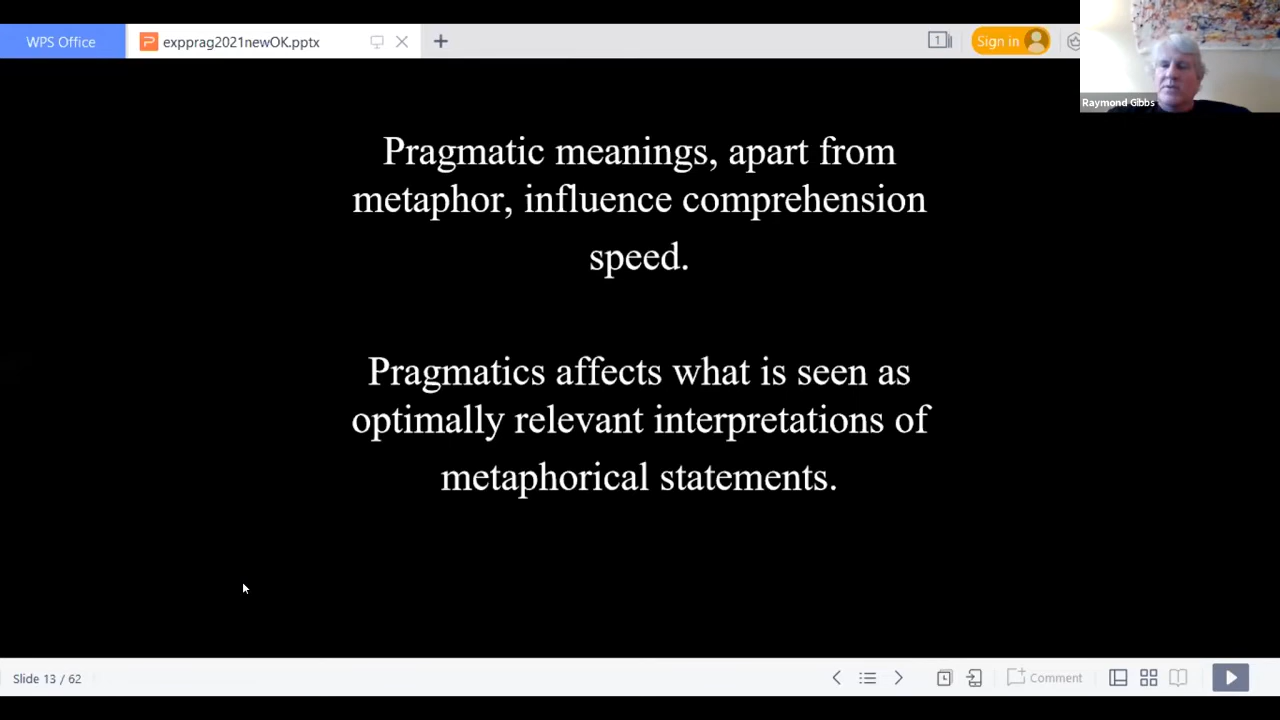 WPS Office
expprag2021newOK.pptx
1
Sign in
Raymond Gibbs
Pragmatic meanings, apart from
metaphor, influence comprehension
speed.
Pragmatics affects what is seen as
optimally relevant interpretations of
metaphorical statements.
Slide 13 / 62
Comment